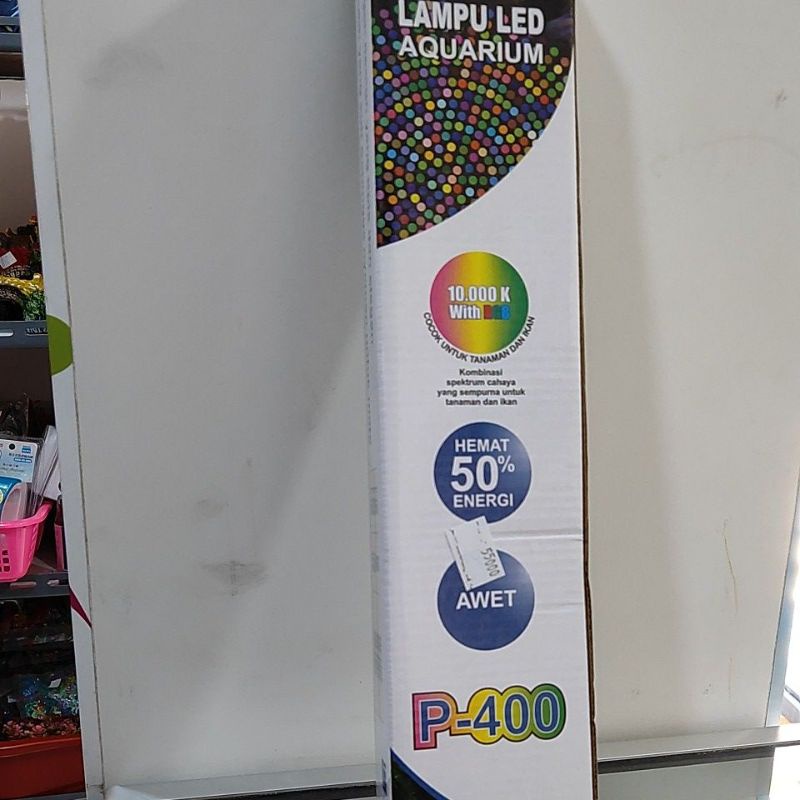 LAMPU LED
AQUARIUM
10.000 K
With RGB
COCOK UNTUK TANAMAN DAN IKAN
Kombinasi
spektrum cahaya
yang sempurna untuk
tanaman dan ikan
HEMAT
50%
ENERGI
55000
AWET
P-400